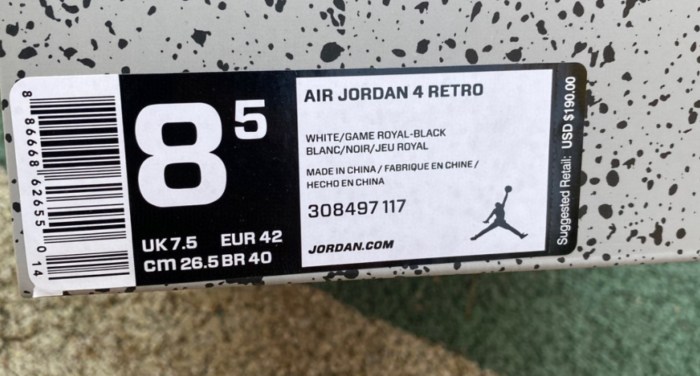 8 86668 62655 0 14
8 5
UK 7.5 EUR 42
cm 26.5 BR 40
AIR JORDAN 4 RETRO
WHITE/GAME ROYAL-BLACK
BLANC/NOIR/JEU ROYAL
MADE IN CHINA / FABRIQUE EN CHINE /
HECHO EN CHINA
308497 117
JORDAN.COM
Suggested Retail: USD $190.00